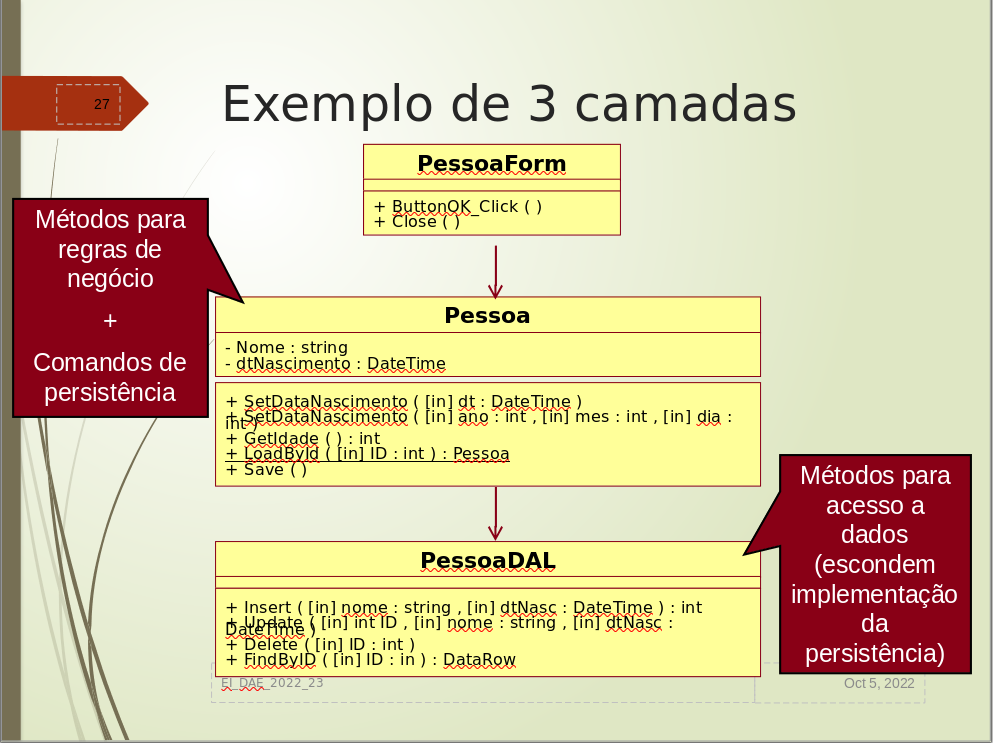 27
Exemplo de 3 camadas
PessoaForm
+ ButtonOK_Click ( )
+ Close ( )
Métodos para
regras de
negócio
+
Comandos de
persistência
Pessoa
- Nome : string
- dtNascimento : DateTime
+ SetDataNascimento ( [in] dt : DateTime )
+ SetDataNascimento ( [in] ano : int , [in] mes : int , [in] dia :
int )
+ GetIdade ( ) : int
+ LoadById ( [in] ID : int ) : Pessoa
+ Save ( )
Métodos para
acesso a
dados
(escondem
implementação
da
persistência)
PessoaDAL
+ Insert ( [in] nome : string , [in] dtNasc : DateTime ) : int
+ Update ( [in] int ID , [in] nome : string , [in] dtNasc :
DateTime )
+ Delete ( [in] ID : int )
+ FindByID ( [in] ID : in ) : DataRow
EI_DAE_2022_23
Oct 5, 2022